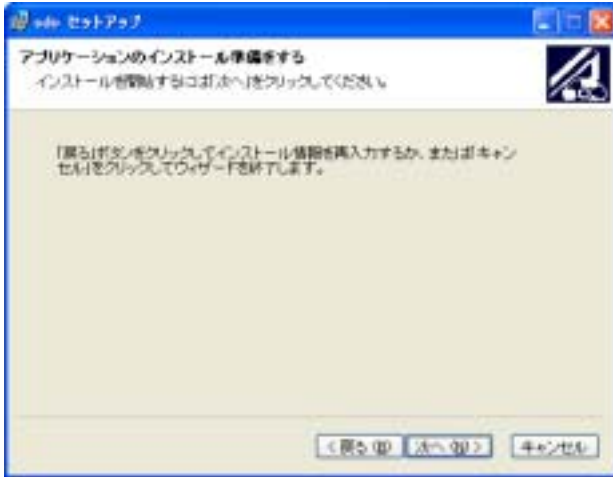 odo セットアップ
アプリケーションのインストール準備をする
インストールを開始するには「次へ」をクリックしてください。
「戻る」ボタンをクリックしてインストール情報を再入力するか、または「キャン
セル」をクリックしてウィザードを終了します。
< 戻る(B)
次へ(N) >
キャンセル